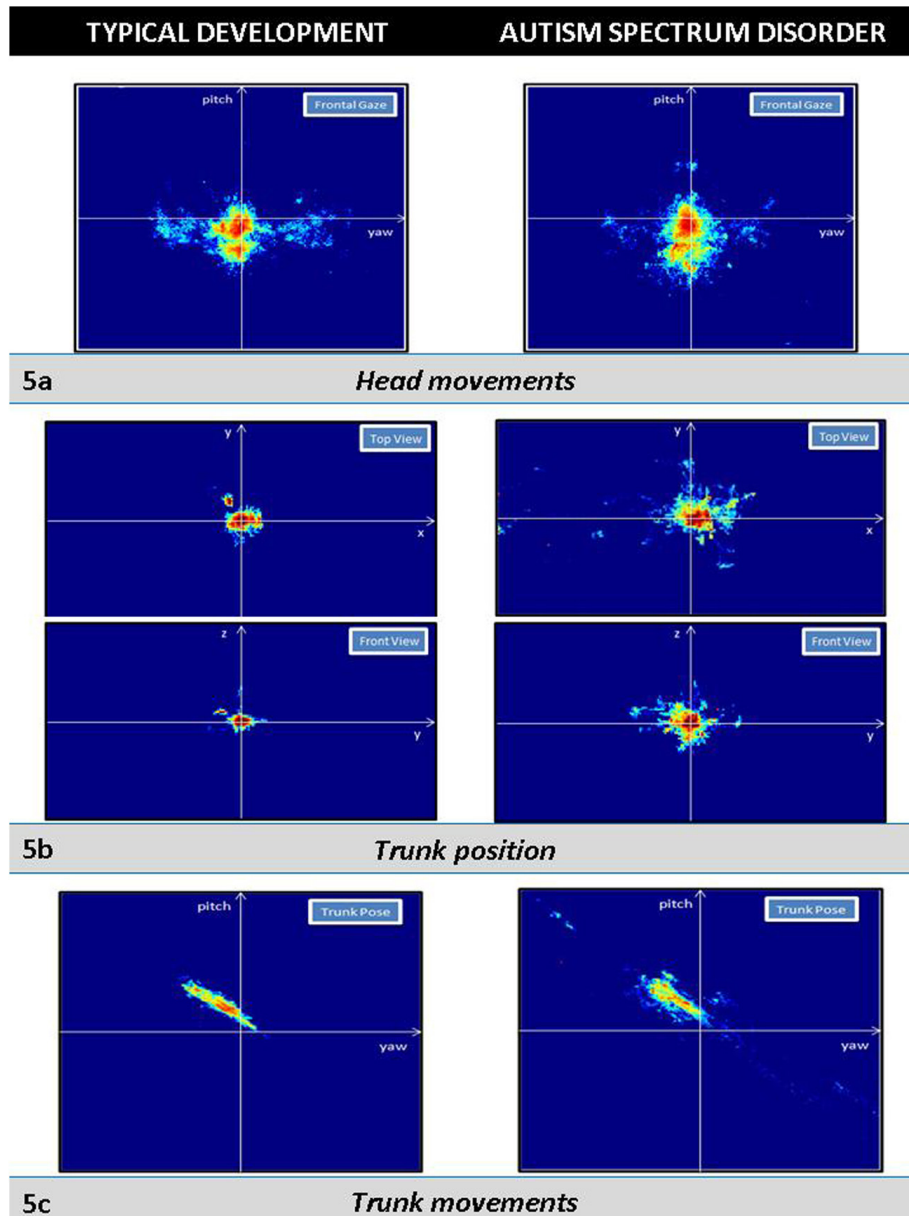 TYPICAL DEVELOPMENT AUTISM SPECTRUM DISORDER
pitch Frontal Gaze pitch Frontal Gaze
yaw yaw
5a Head movements
y Top View y Top View
x x
z Front View z Front View
y y
5b Trunk position
pitch Trunk Pose pitch Trunk Pose
yaw yaw
5c Trunk movements